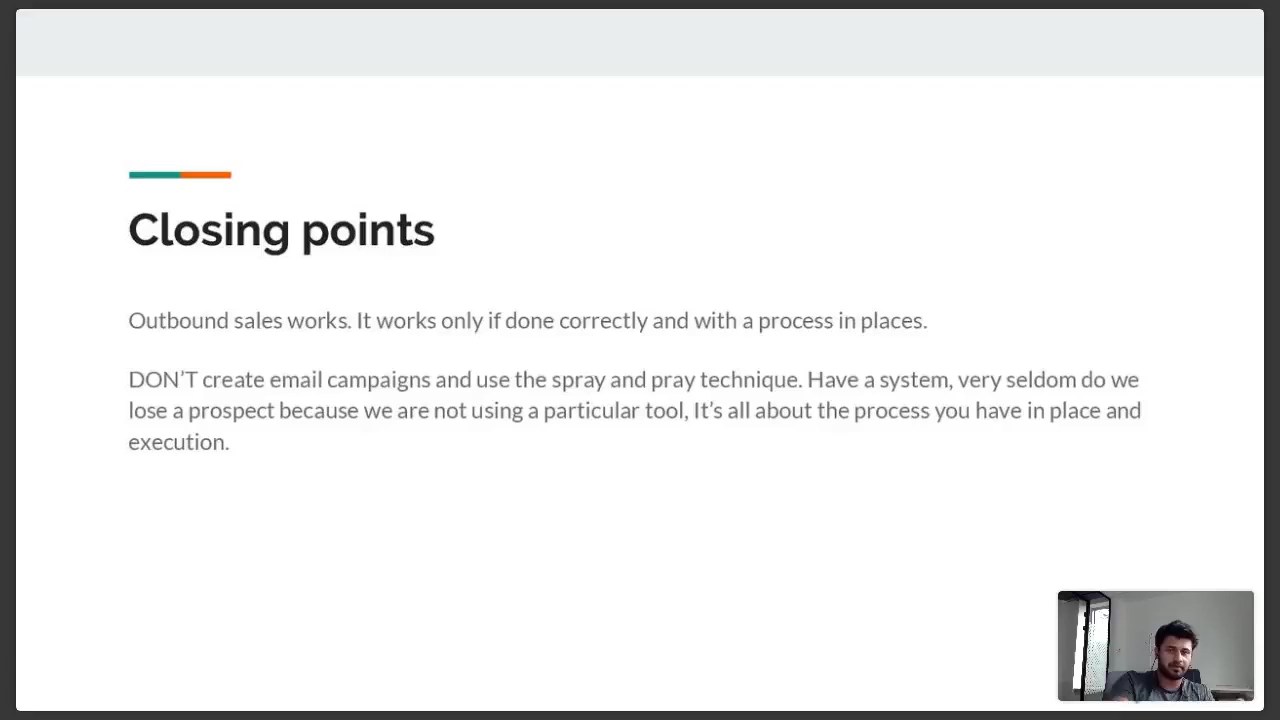 Closing points
Outbound sales works. It works only if done correctly and with a process in places.
DON’T create email campaigns and use the spray and pray technique. Have a system, very seldom do we
lose a prospect because we are not using a particular tool, It’s all about the process you have in place and
execution.